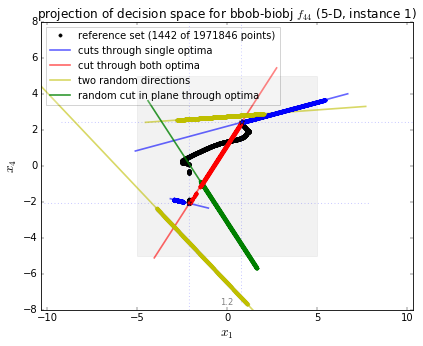 projection of decision space for bbob-biobj f₄₄ (5-D, instance 1)
reference set (1442 of 1971846 points)
cuts through single optima
cut through both optima
two random directions
random cut in plane through optima
8
6
4
2
0
−2
−4
−6
−8
x₄
1.2
−10
−5
0
5
10
x₁